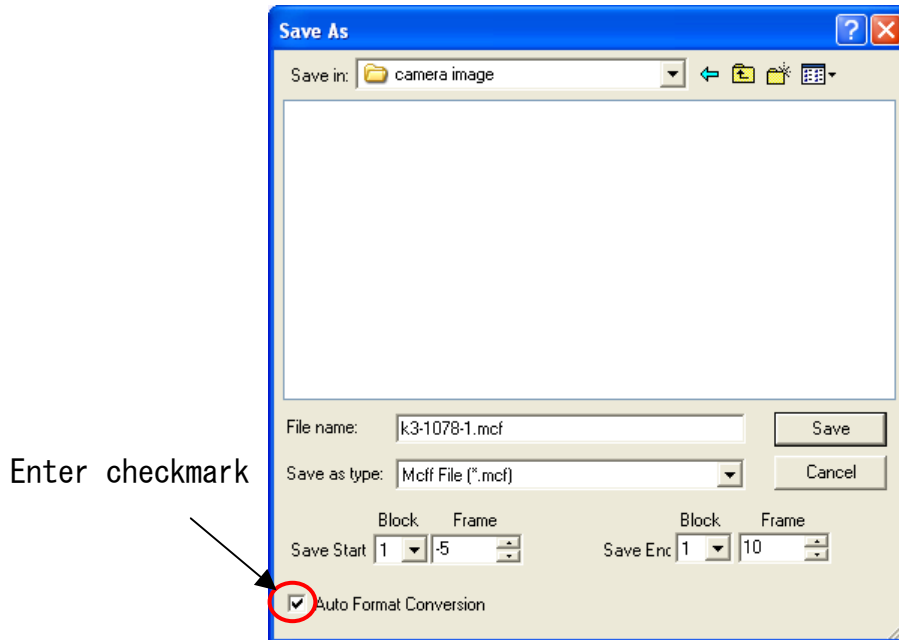 Save As
Save in: camera image
File name: k3-1078-1.mcf Save
Enter checkmark
Save as type: Mcff File (*.mcf) Cancel
Block Frame Block Frame
Save Start 1 -5 Save Enc 1 10
Auto Format Conversion